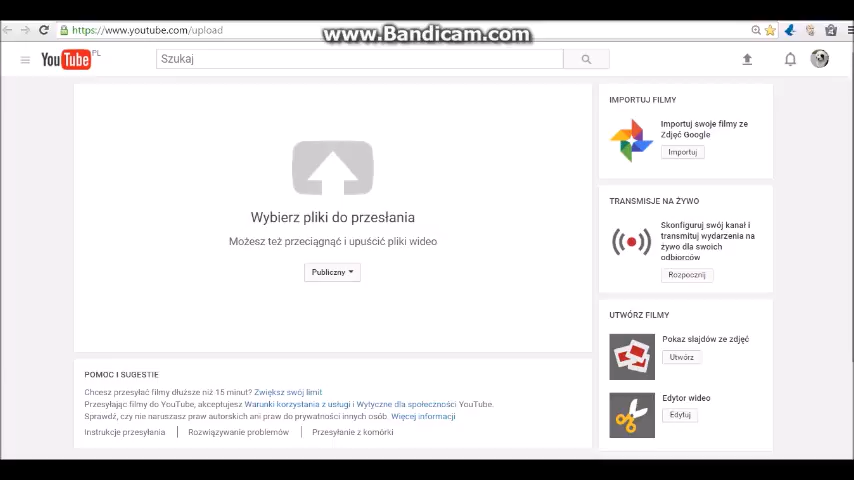 https://www.youtube.com/upload
www.Bandicam.com
YouTube PL
Szukaj
Wybierz pliki do przesłania
Możesz też przeciągnąć i upuścić pliki wideo
Publiczny
POMOC I SUGESTIE
Chcesz przesyłać filmy dłuższe niż 15 minut? Zwiększ swój limit
Przesyłając filmy do YouTube, akceptujesz Warunki korzystania z usługi i Wytyczne dla społeczności YouTube.
Sprawdź, czy nie naruszasz praw autorskich ani praw do prywatności innych osób. Więcej informacji
Instrukcje przesyłania
Rozwiązywanie problemów
Przesyłanie z komórki
IMPORTUJ FILMY
Importuj swoje filmy ze
Zdjęć Google
Importuj
TRANSMISJE NA ŻYWO
Skonfiguruj swój kanał i
transmituj wydarzenia na
żywo dla swoich
odbiorców
Rozpocznij
UTWÓRZ FILMY
Pokaz slajdów ze zdjęć
Utwórz
Edytor wideo
Edytuj